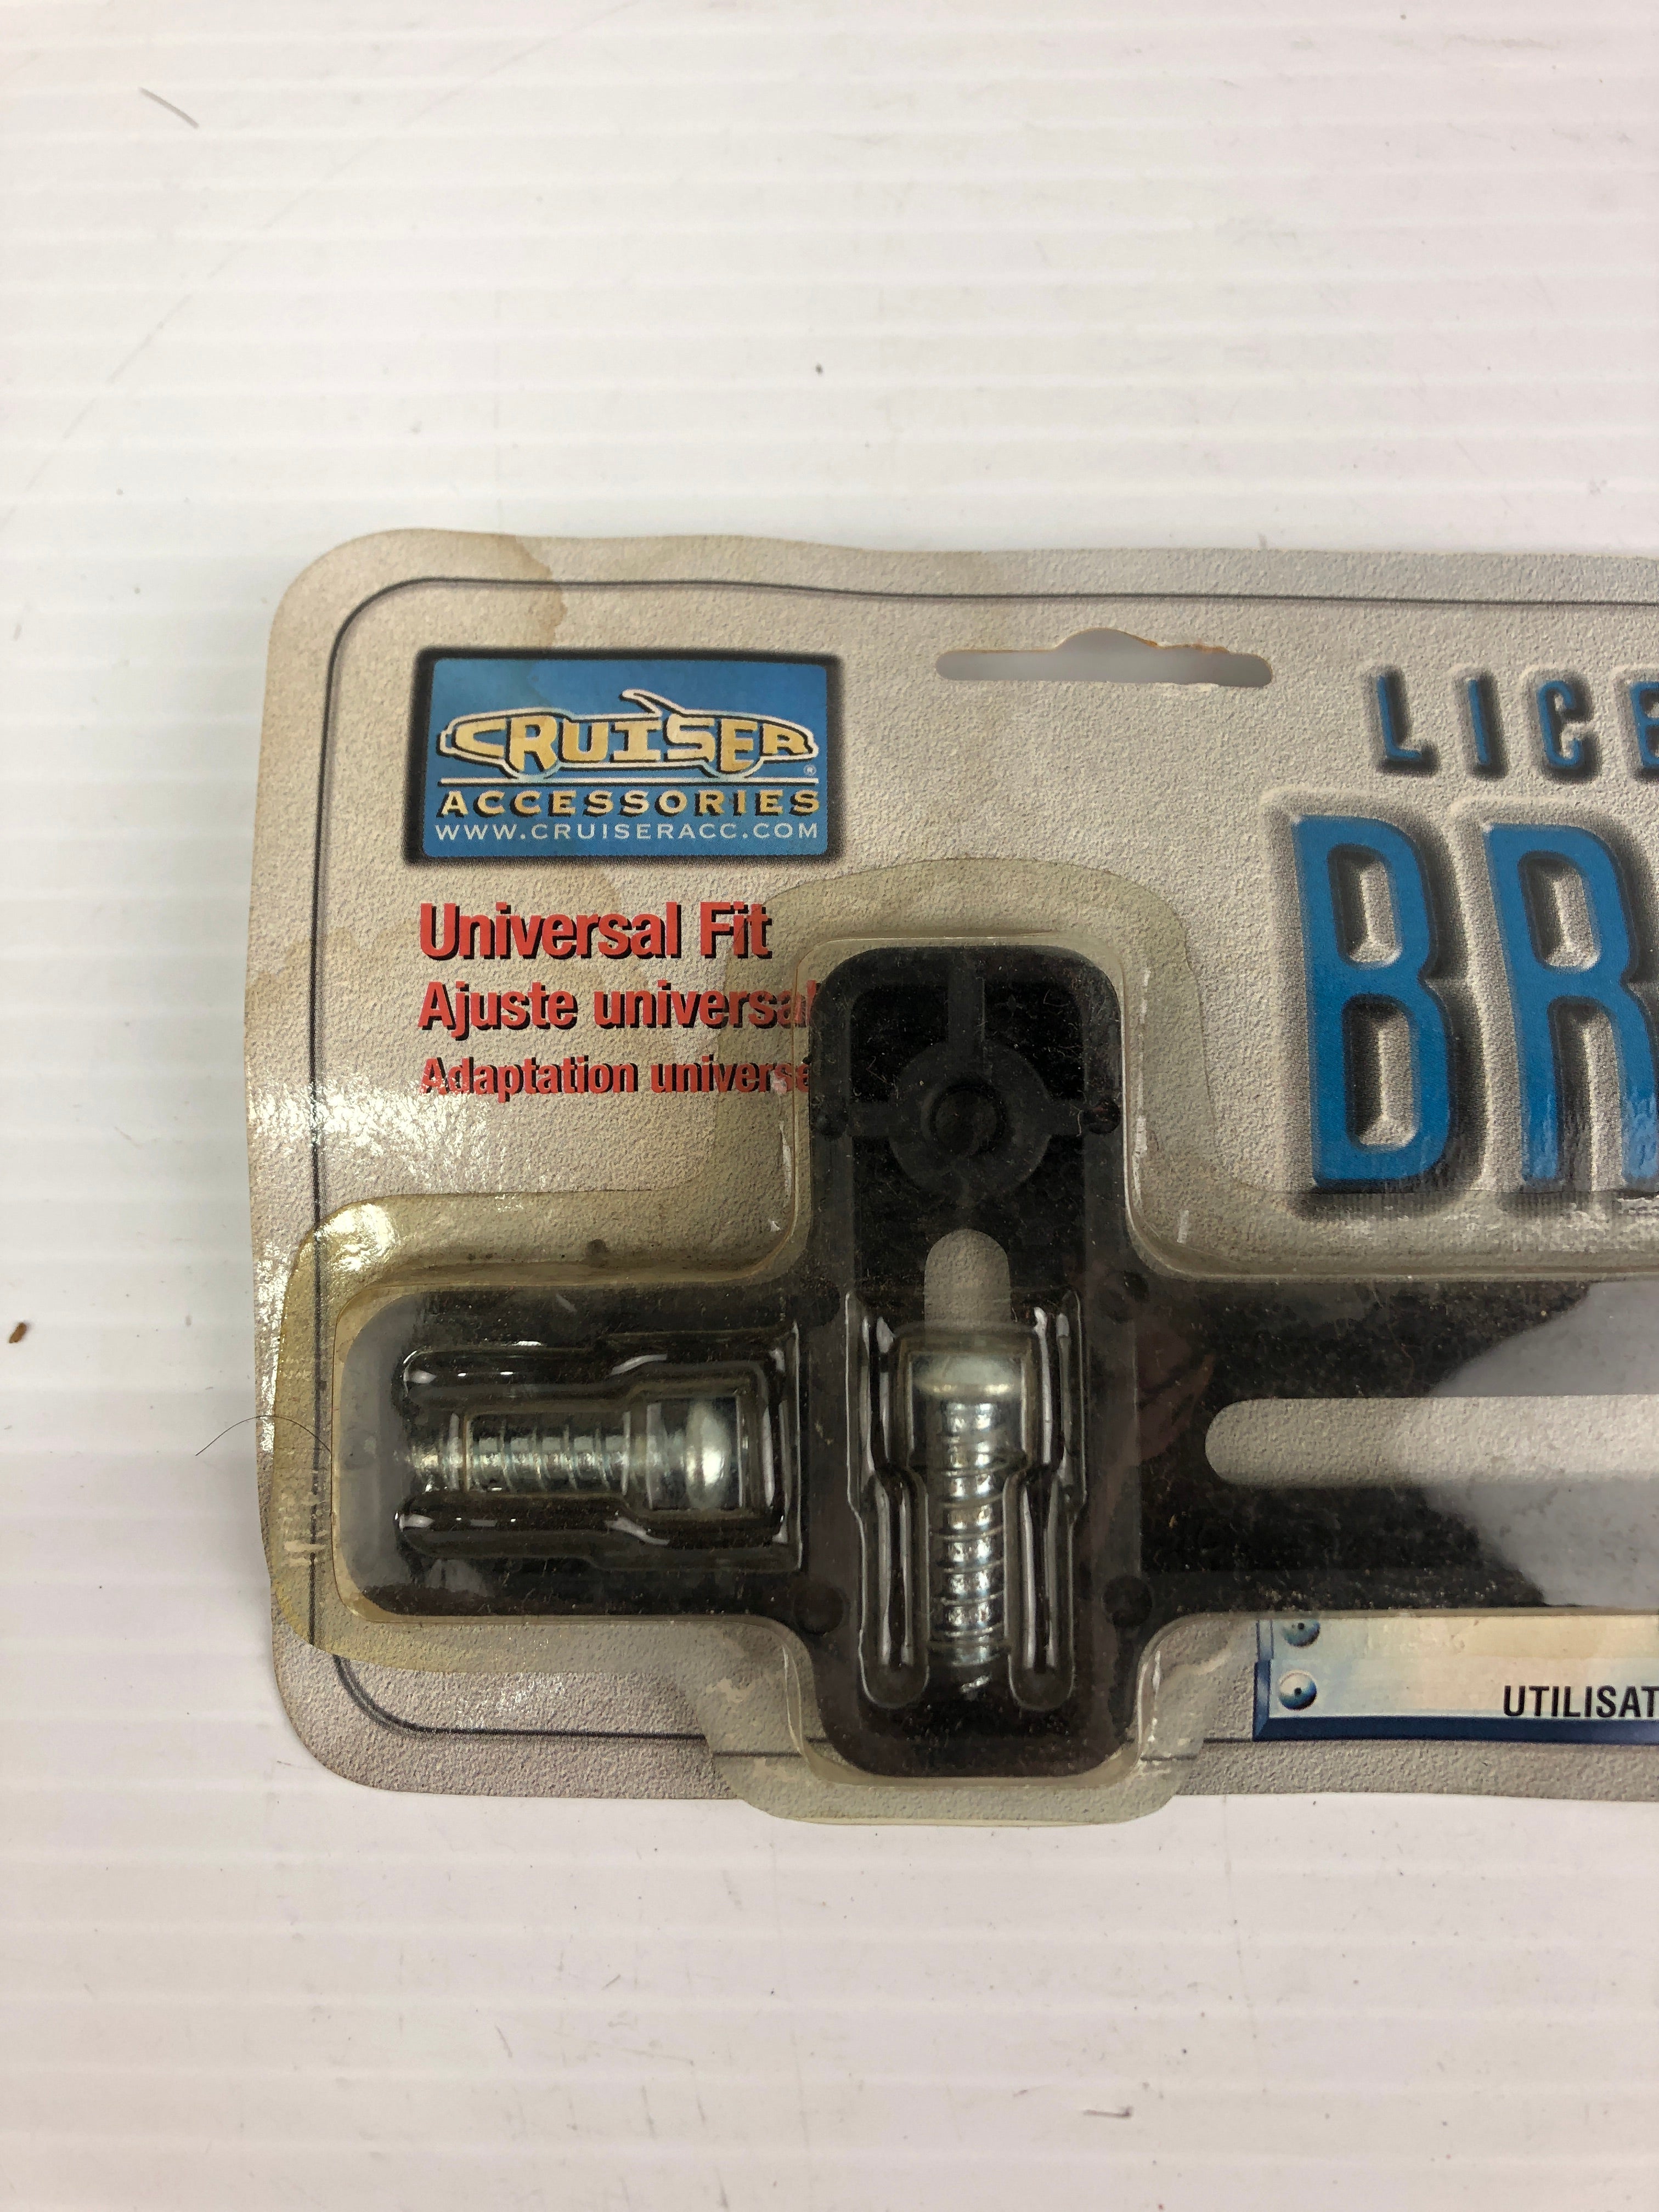 CRUISER®
ACCESSORIES
WWW.CRUISERACC.COM
LICE
BR
Universal Fit
Ajuste universal
Adaptation universe
UTILISAT